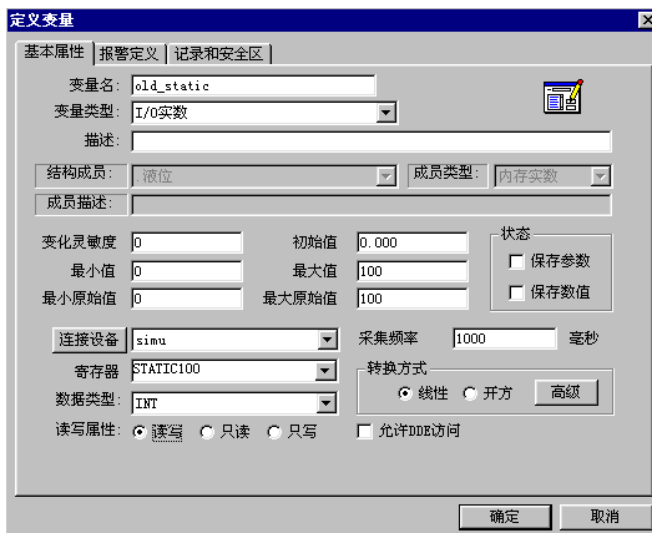 定义变量
基本属性 报警定义 记录和安全区
变量名: old_static
变量类型: I/O实数
描述:
结构成员: .液位 成员类型: 内存实数
成员描述:
变化灵敏度 0 初始值 0.000 状态
最小值 0 最大值 100 保存参数
最小原始值 0 最大原始值 100 保存数值
连接设备 simu 采集频率 1000 毫秒
寄存器 STATIC100 转换方式
数据类型: INT 线性 开方 高级
读写属性: 读写 只读 只写 允许DDE访问
确定 取消